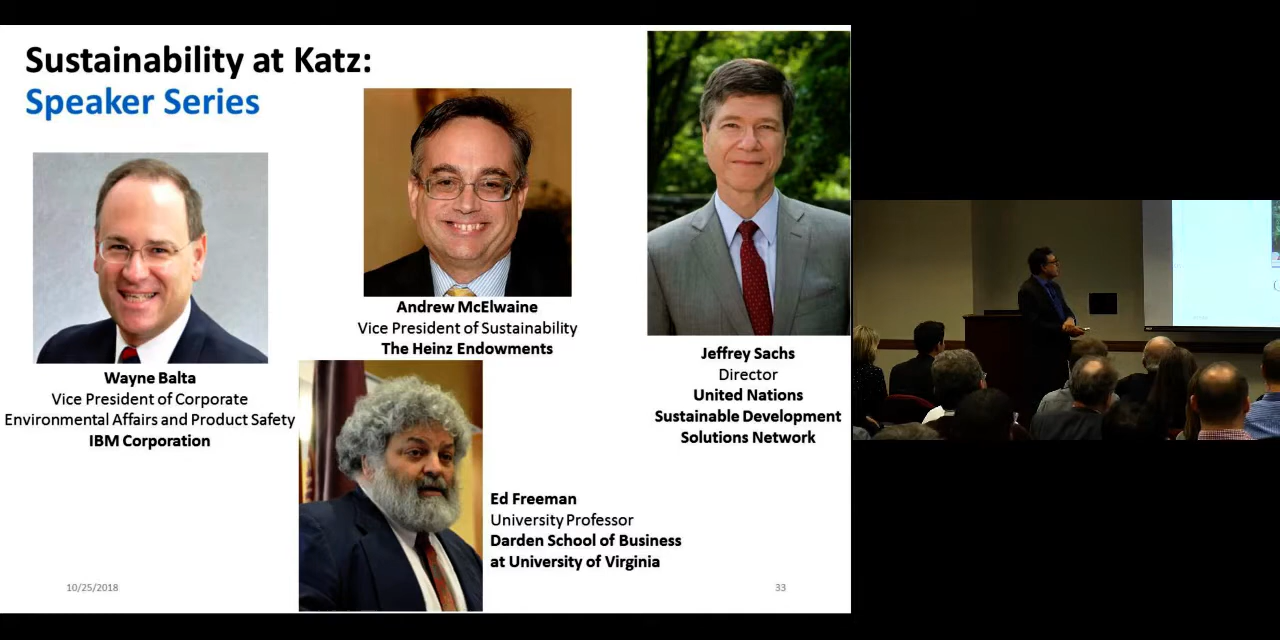 Sustainability at Katz:
Speaker Series
Wayne Balta
Vice President of Corporate
Environmental Affairs and Product Safety
IBM Corporation
Andrew McElwaine
Vice President of Sustainability
The Heinz Endowments
Jeffrey Sachs
Director
United Nations
Sustainable Development
Solutions Network
Ed Freeman
University Professor
Darden School of Business
at University of Virginia
10/25/2018
33